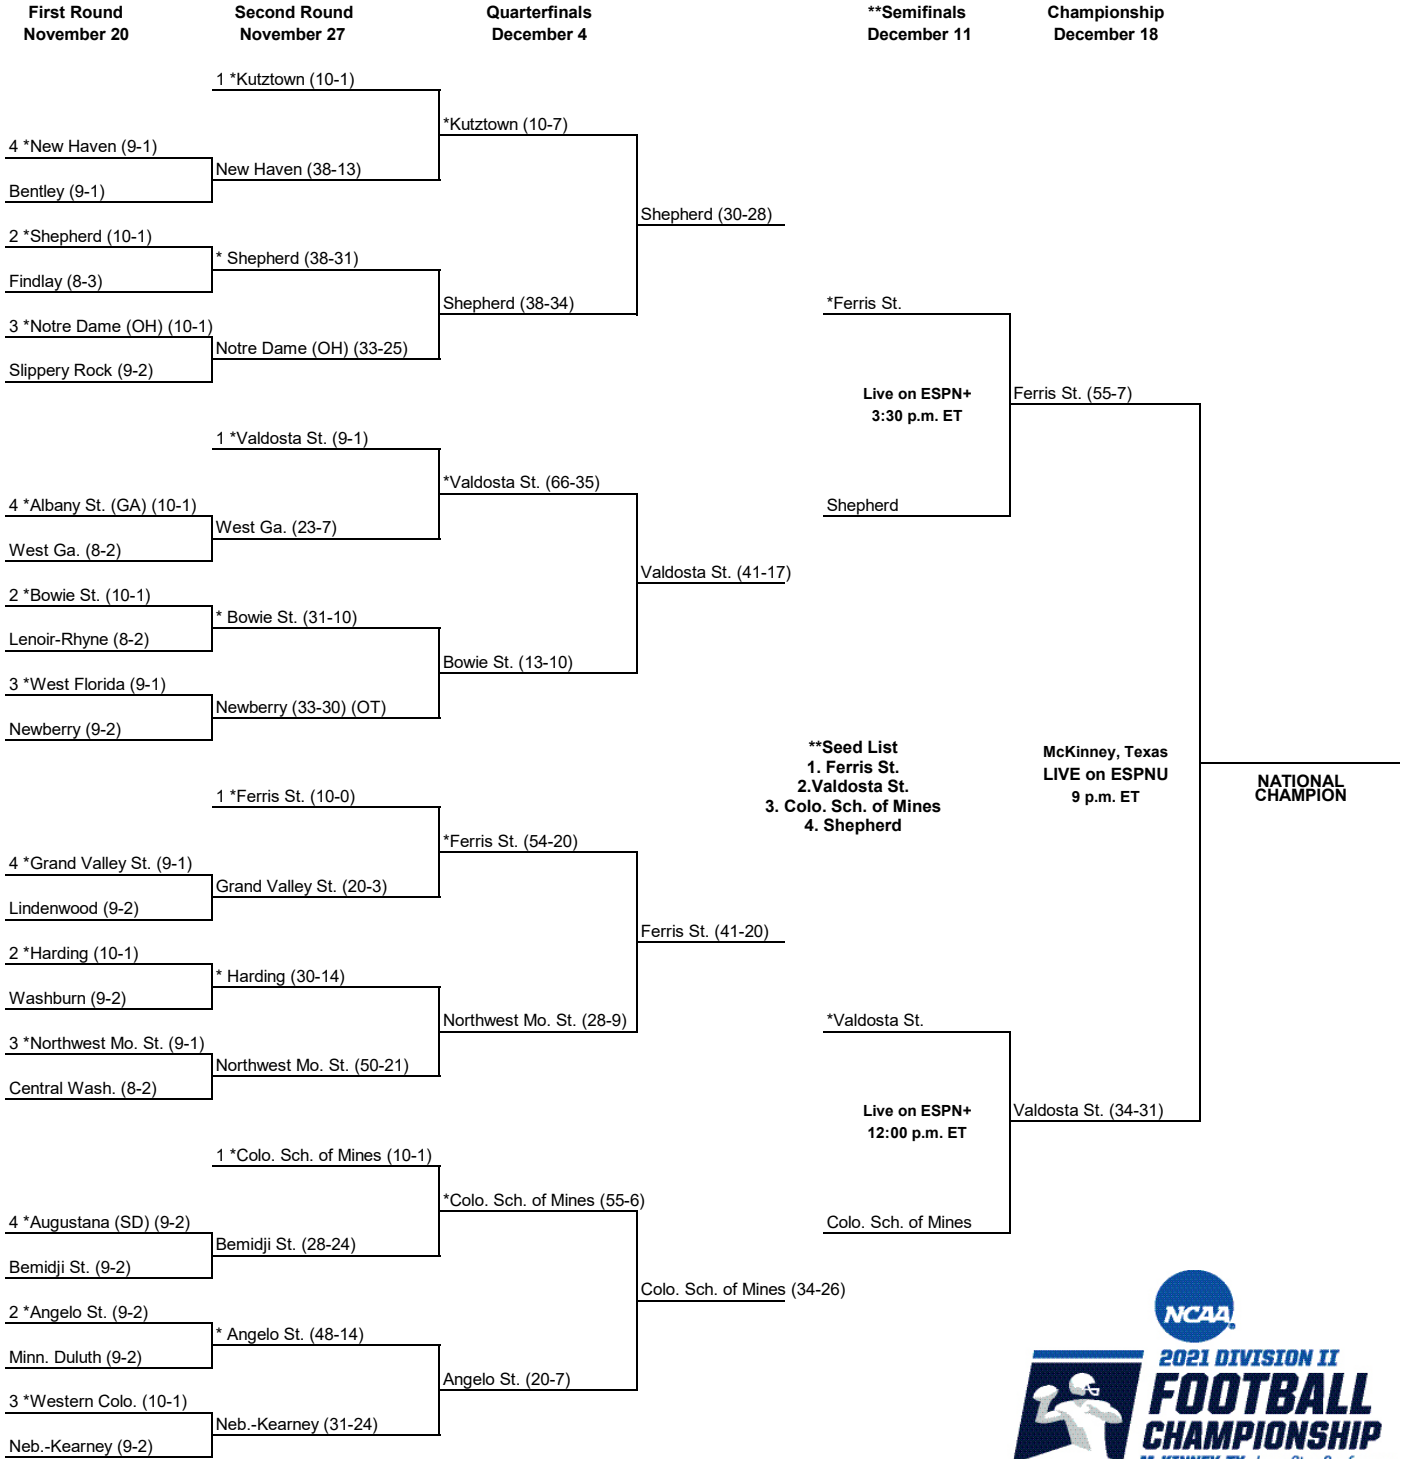 First Round
November 20
Second Round
November 27
Quarterfinals
December 4
**Semifinals
December 11
Championship
December 18
1 *Kutztown (10-1)
*Kutztown (10-7)
4 *New Haven (9-1)
New Haven (38-13)
Bentley (9-1)
Shepherd (30-28)
2 *Shepherd (10-1)
* Shepherd (38-31)
Findlay (8-3)
Shepherd (38-34)
3 *Notre Dame (OH) (10-1)
Notre Dame (OH) (33-25)
Slippery Rock (9-2)
*Ferris St.
Live on ESPN+
3:30 p.m. ET
Ferris St. (55-7)
Shepherd
1 *Valdosta St. (9-1)
*Valdosta St. (66-35)
4 *Albany St. (GA) (10-1)
West Ga. (23-7)
West Ga. (8-2)
Valdosta St. (41-17)
2 *Bowie St. (10-1)
* Bowie St. (31-10)
Lenoir-Rhyne (8-2)
Bowie St. (13-10)
3 *West Florida (9-1)
Newberry (33-30) (OT)
Newberry (9-2)
**Seed List
1. Ferris St.
2.Valdosta St.
3. Colo. Sch. of Mines
4. Shepherd
McKinney, Texas
LIVE on ESPNU
9 p.m. ET
NATIONAL
CHAMPION
1 *Ferris St. (10-0)
*Ferris St. (54-20)
4 *Grand Valley St. (9-1)
Grand Valley St. (20-3)
Lindenwood (9-2)
Ferris St. (41-20)
2 *Harding (10-1)
* Harding (30-14)
Washburn (9-2)
Northwest Mo. St. (28-9)
3 *Northwest Mo. St. (9-1)
Northwest Mo. St. (50-21)
Central Wash. (8-2)
*Valdosta St.
Live on ESPN+
12:00 p.m. ET
Valdosta St. (34-31)
Colo. Sch. of Mines
1 *Colo. Sch. of Mines (10-1)
*Colo. Sch. of Mines (55-6)
4 *Augustana (SD) (9-2)
Bemidji St. (28-24)
Bemidji St. (9-2)
Colo. Sch. of Mines (34-26)
2 *Angelo St. (9-2)
* Angelo St. (48-14)
Minn. Duluth (9-2)
Angelo St. (20-7)
3 *Western Colo. (10-1)
Neb.-Kearney (31-24)
Neb.-Kearney (9-2)
NCAA
2021 DIVISION II
FOOTBALL
CHAMPIONSHIP